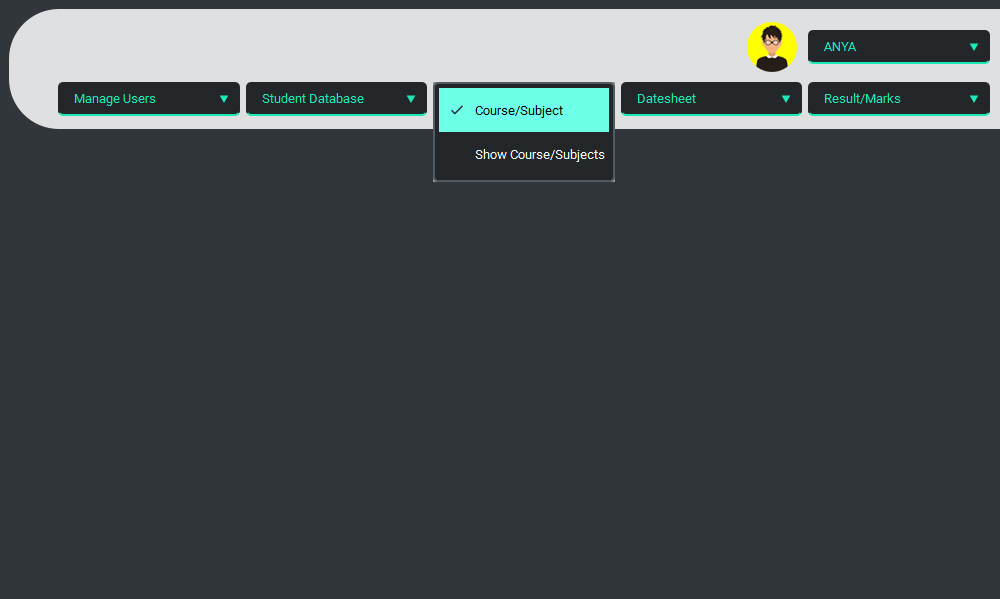 ANYA
Manage Users
Student Database
Course/Subject
Show Course/Subjects
Datesheet
Result/Marks